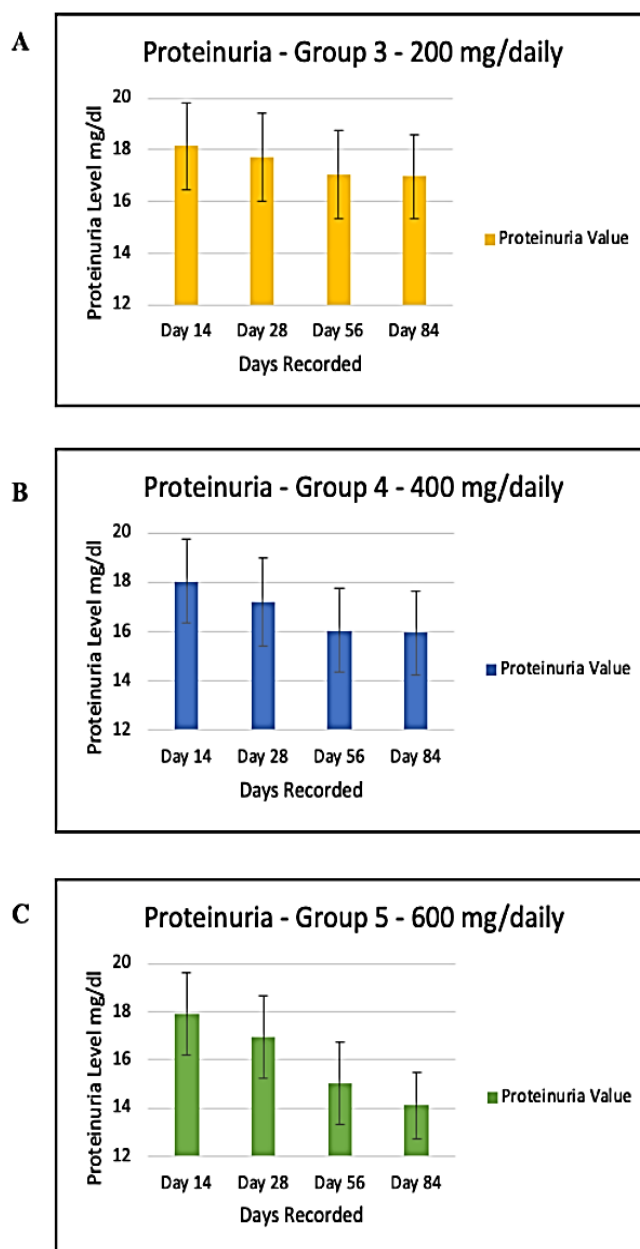 A
Proteinuria - Group 3 - 200 mg/daily
Proteinuria Level mg/dl
20
18
16
14
12
Day 14 Day 28 Day 56 Day 84
Days Recorded
Proteinuria Value
B
Proteinuria - Group 4 - 400 mg/daily
Proteinuria Level mg/dl
20
18
16
14
12
Day 14 Day 28 Day 56 Day 84
Days Recorded
Proteinuria Value
C
Proteinuria - Group 5 - 600 mg/daily
Proteinuria Level mg/dl
20
18
16
14
12
Day 14 Day 28 Day 56 Day 84
Days Recorded
Proteinuria Value